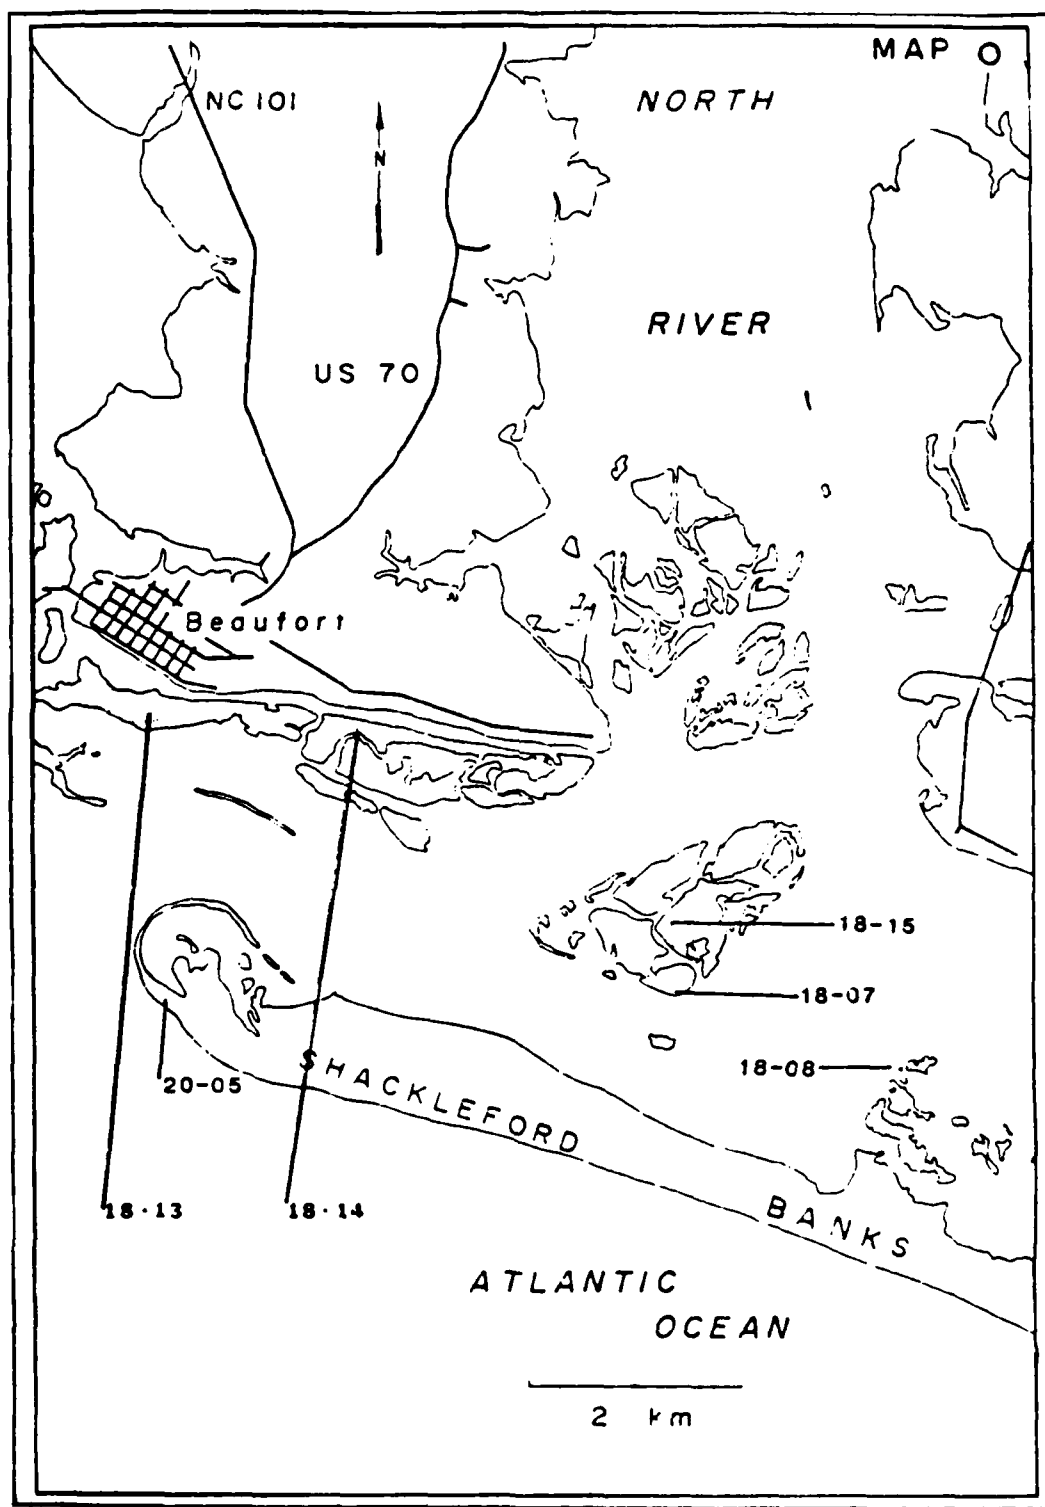 MAP O
NORTH
NC 101
N
RIVER
US 70
Beaufort
18-15
18-07
18-08
20-05
SHACKLEFORD
BANKS
18·13
18·14
ATLANTIC
OCEAN
2 km